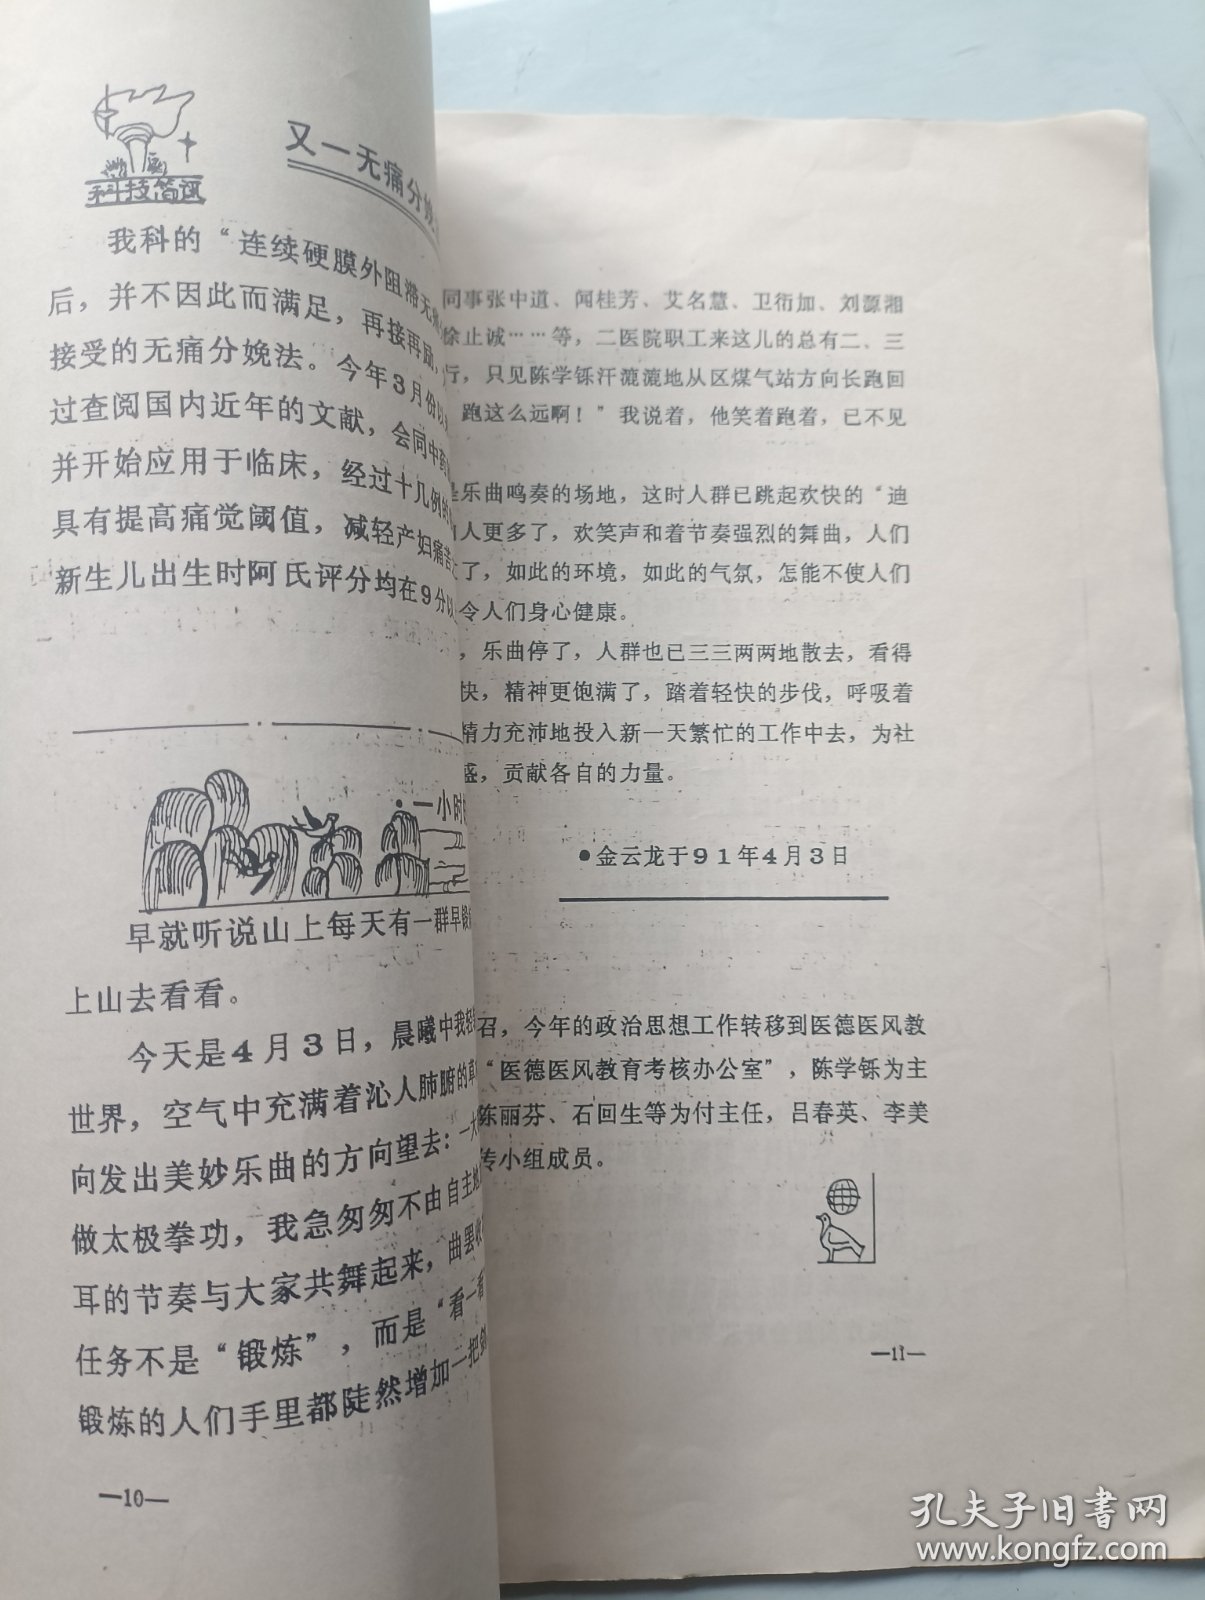 科技简讯
又一无痛分娩
我科的“连续硬膜外阻滞无痛
后，并不因此而满足，再接再励，
接受的无痛分娩法。今年3月份以
过查阅国内近年的文献，会同中药
并开始应用于临床，经过十几例的
具有提高痛觉阈值，减轻产妇痛苦
新生儿出生时阿氏评分均在9分以
•一小时
早就听说山上每天有一群早锻
上山去看看。
今天是4月3日，晨曦中我轻
世界，空气中充满着沁人肺腑的草
向发出美妙乐曲的方向望去：一大
做太极拳功，我急匆匆不由自主地
耳的节奏与大家共舞起来，曲罢收
任务不是“锻炼”，而是“看一看
锻炼的人们手里都陡然增加一把剑
—10—
同事张中道、闻桂芳、艾名慧、卫衍加、刘源湘
徐止诚……等，二医院职工来这儿的总有二、三
行，只见陈学铄汗漉漉地从区煤气站方向长跑回
跑这么远啊！”我说着，他笑着跑着，已不见
是乐曲鸣奏的场地，这时人群已跳起欢快的“迪
人更多了，欢笑声和着节奏强烈的舞曲，人们
了，如此的环境，如此的气氛，怎能不使人们
令人们身心健康。
，乐曲停了，人群也已三三两两地散去，看得
快，精神更饱满了，踏着轻快的步伐，呼吸着
精力充沛地投入新一天繁忙的工作中去，为社
盛，贡献各自的力量。
•金云龙于91年4月3日
召，今年的政治思想工作转移到医德医风教
“医德医风教育考核办公室”，陈学铄为主
陈丽芬、石回生等为付主任，吕春英、李美
传小组成员。
—11—
孔夫子旧书网
www.kongfz.com